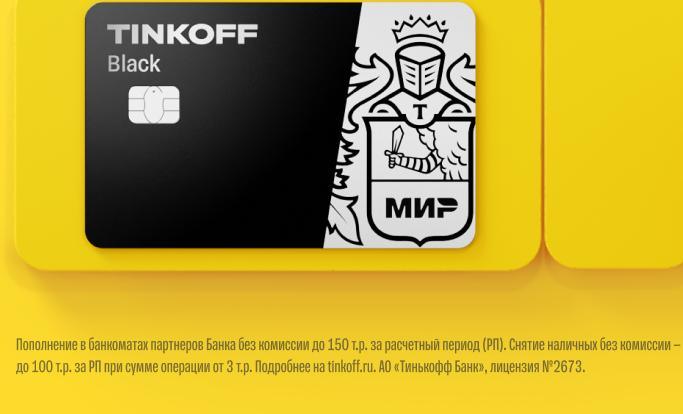 TINKOFF
Black
T
МИР
Пополнение в банкоматах партнеров Банка без комиссии до 150 т.р. за расчетный период (РП). Снятие наличных без комиссии –
до 100 т.р. за РП при сумме операции от 3 т.р. Подробнее на tinkoff.ru. АО «Тинькофф Банк», лицензия №2673.